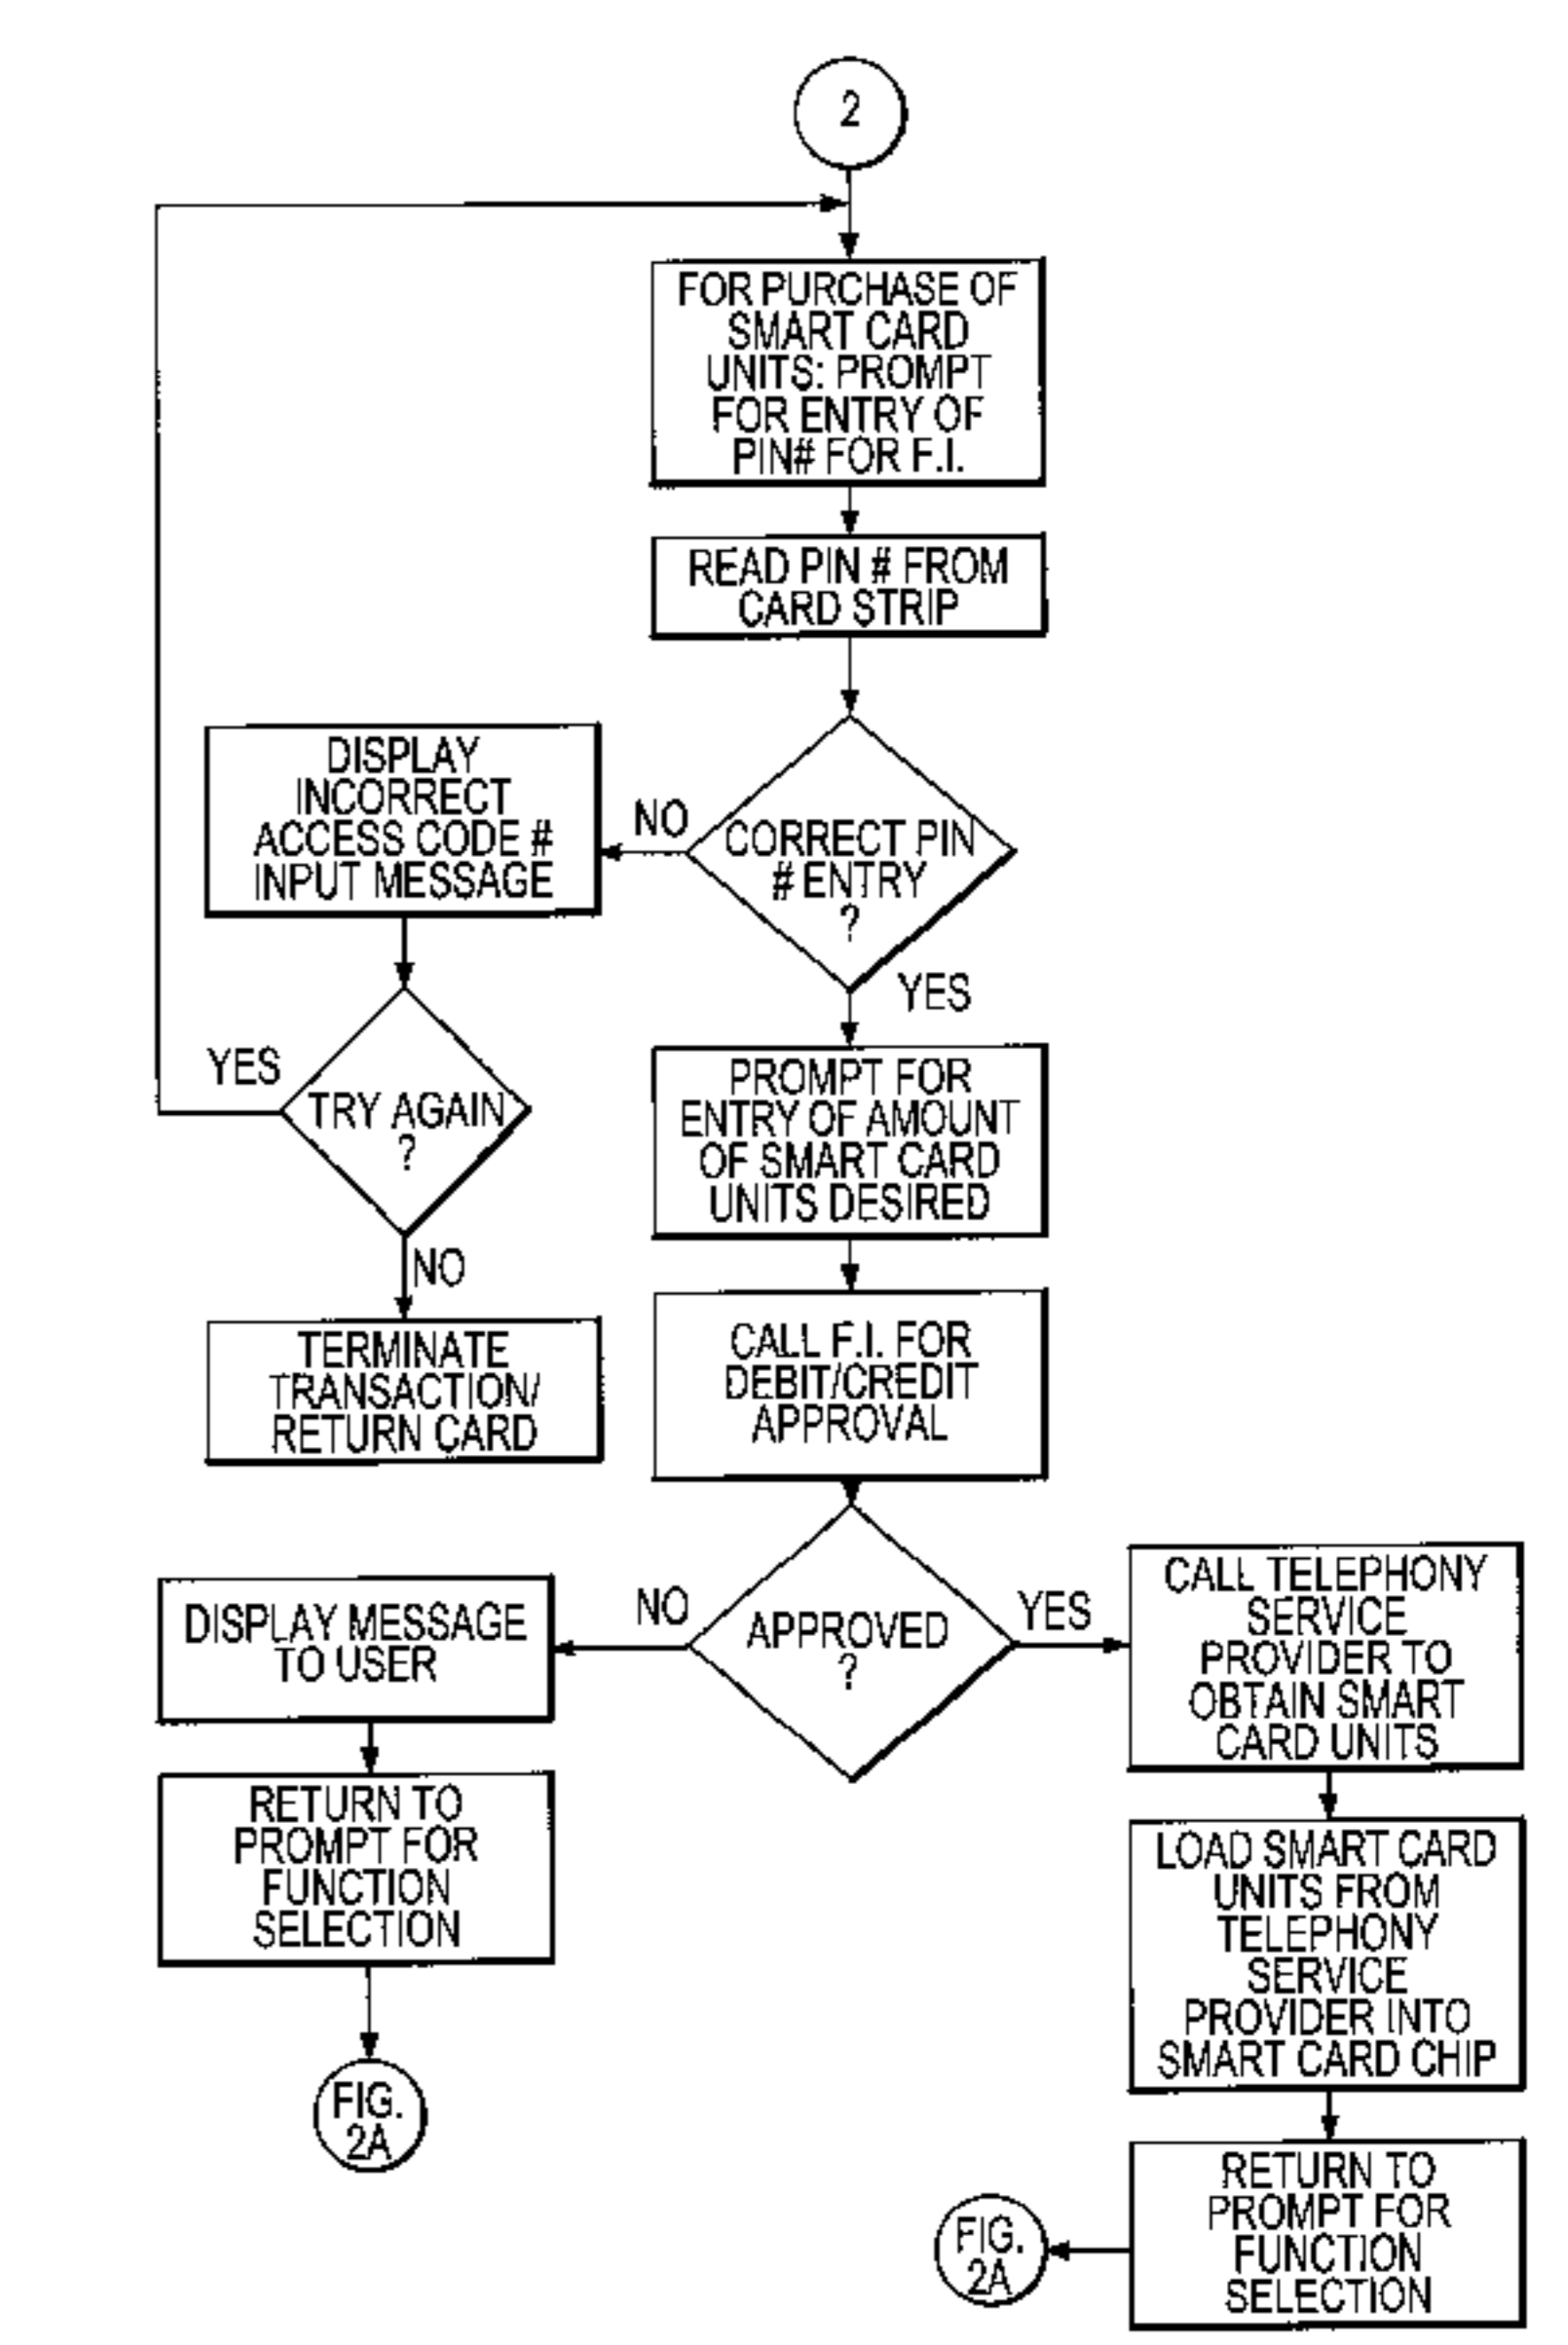 2
FOR PURCHASE OF
SMART CARD
UNITS: PROMPT
FOR ENTRY OF
PIN# FOR F.I.
READ PIN # FROM
CARD STRIP
CORRECT PIN
# ENTRY
?
NO
DISPLAY
INCORRECT
ACCESS CODE #
INPUT MESSAGE
TRY AGAIN
?
YES
NO
TERMINATE
TRANSACTION/
RETURN CARD
YES
PROMPT FOR
ENTRY OF AMOUNT
OF SMART CARD
UNITS DESIRED
CALL F.I. FOR
DEBIT/CREDIT
APPROVAL
APPROVED
?
NO
DISPLAY MESSAGE
TO USER
RETURN TO
PROMPT FOR
FUNCTION
SELECTION
FIG.
2A
YES
CALL TELEPHONY
SERVICE
PROVIDER TO
OBTAIN SMART
CARD UNITS
LOAD SMART CARD
UNITS FROM
TELEPHONY
SERVICE
PROVIDER INTO
SMART CARD CHIP
RETURN TO
PROMPT FOR
FUNCTION
SELECTION
FIG.
2A